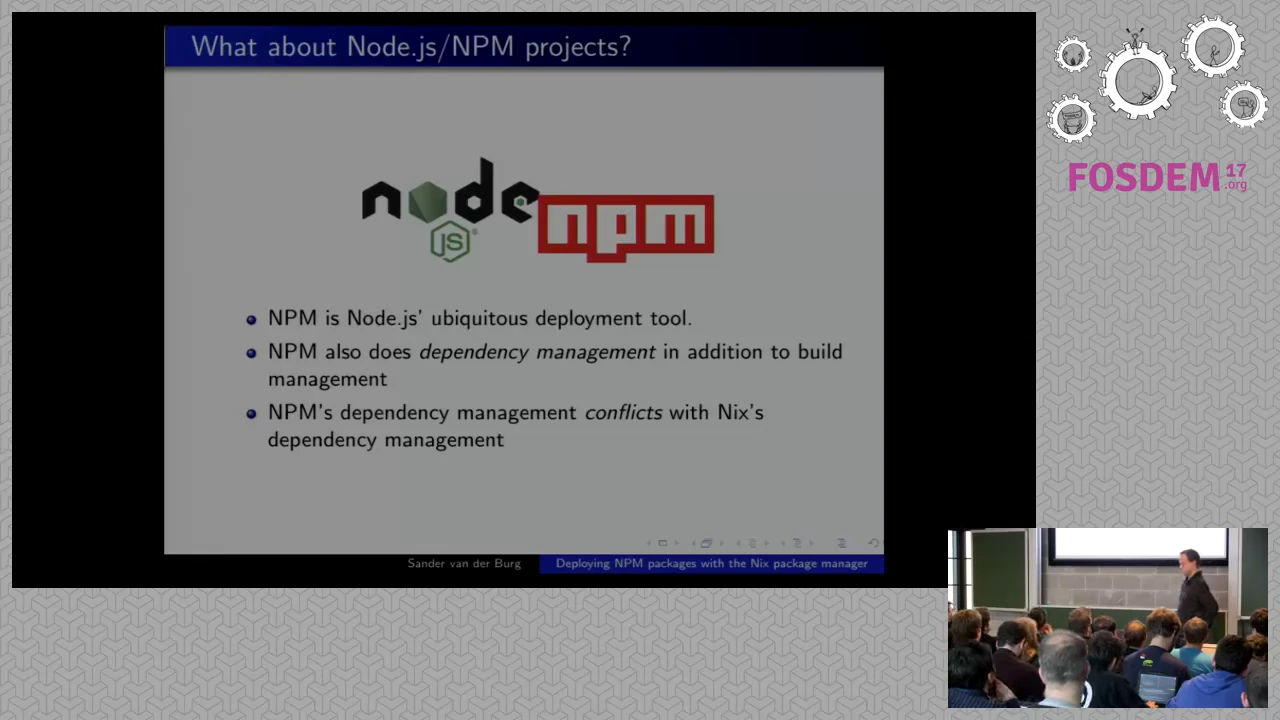 What about Node.js/NPM projects?
node
JS
npm
NPM is Node.js' ubiquitous deployment tool.
NPM also does dependency management in addition to build
management
NPM's dependency management conflicts with Nix's
dependency management
Sander van der Burg
Deploying NPM packages with the Nix package manager
FOSDEM 17
.org